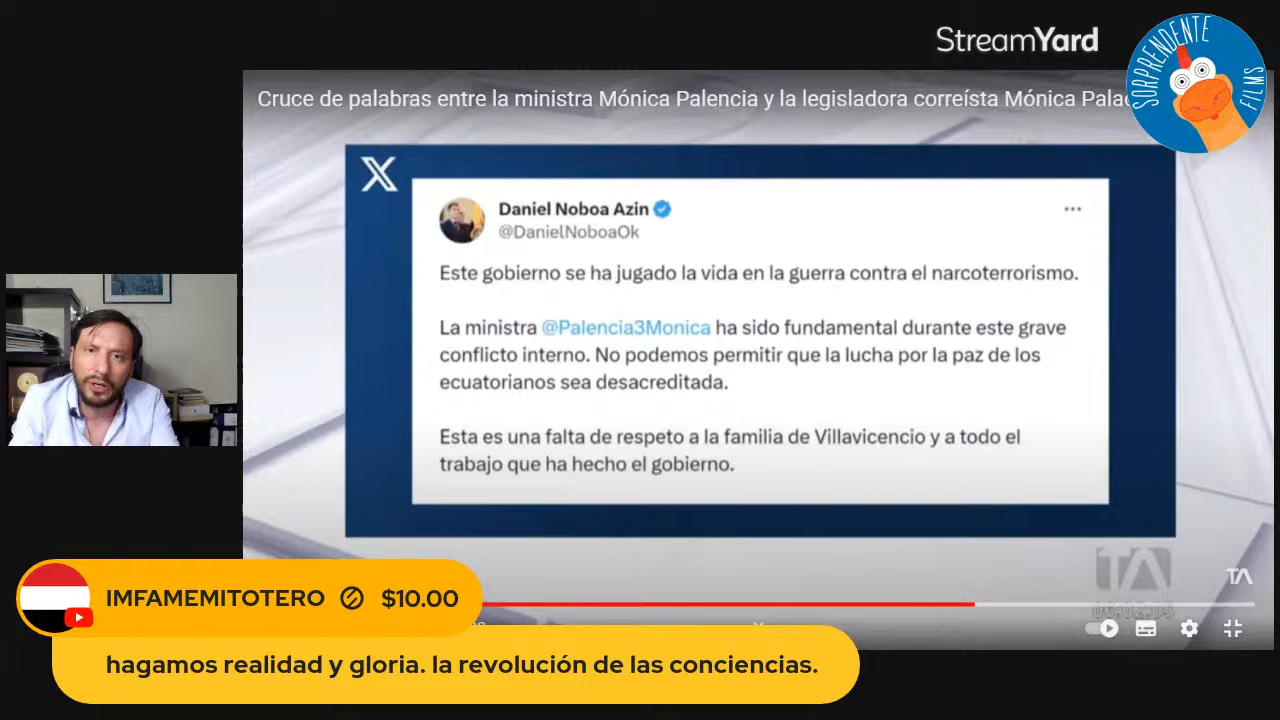 StreamYard
SORPRENDENTE
FILMS
Cruce de palabras entre la ministra Mónica Palencia y la legisladora correísta Mónica
X
Daniel Noboa Azin
@DanielNoboaOk
Este gobierno se ha jugado la vida en la guerra contra el narcoterrorismo.
La ministra @Palencia3Monica ha sido fundamental durante este grave
conflicto interno. No podemos permitir que la lucha por la paz de los
ecuatorianos sea desacreditada.
Esta es una falta de respeto a la familia de Villavicencio y a todo el
trabajo que ha hecho el gobierno.
TA
TA
IMFAMEMITOTERO $10.00
hagamos realidad y gloria. la revolución de las conciencias.